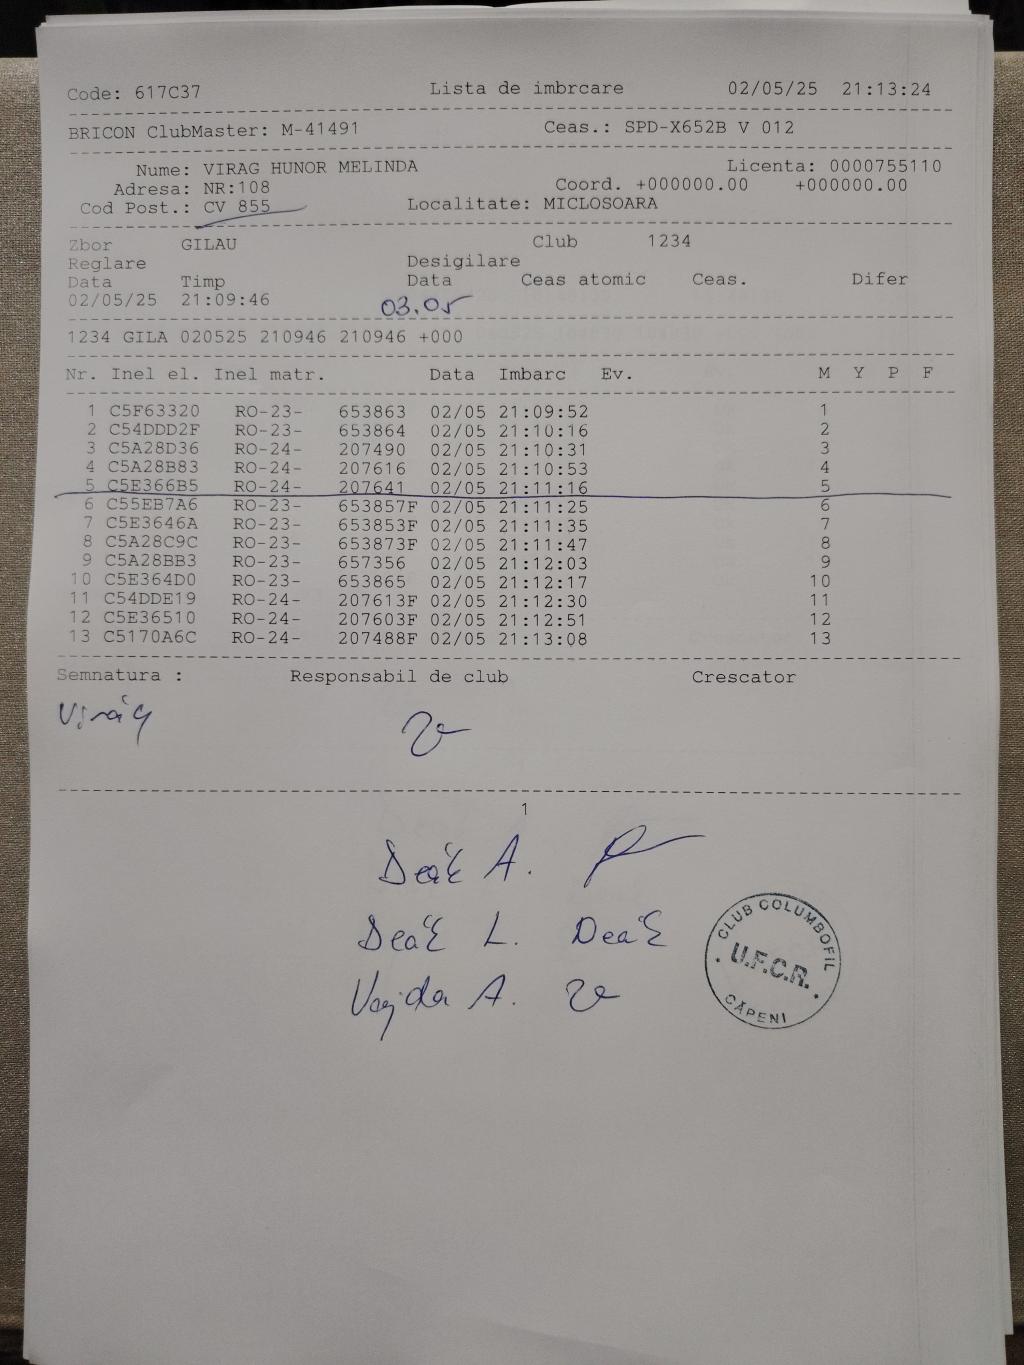 Code: 617C37 Lista de imbrcare 02/05/25 21:13:24
BRICON ClubMaster: M-41491 Ceas.: SPD-X652B V 012
Nume: VIRAG HUNOR MELINDA Licenta: 0000755110
Adresa: NR:108 Coord. +000000.00 +000000.00
Cod Post.: CV 855 Localitate: MICLOSOARA
Zbor GILAU Club 1234
Reglare Desigilare
Data Timp Data Ceas atomic Ceas. Difer
02/05/25 21:09:46 03.05
1234 GILA 020525 210946 210946 +000
Nr. Inel el. Inel matr. Data Imbarc Ev. M Y P F
1 C5F63320 RO-23- 653863 02/05 21:09:52 1
2 C54DDD2F RO-23- 653864 02/05 21:10:16 2
3 C5A28D36 RO-24- 207490 02/05 21:10:31 3
4 C5A28B83 RO-24- 207616 02/05 21:10:53 4
5 C5E366B5 RO-24- 207641 02/05 21:11:16 5
6 C55EB7A6 RO-23- 653857F 02/05 21:11:25 6
7 C5E3646A RO-23- 653853F 02/05 21:11:35 7
8 C5A28C9C RO-23- 653873F 02/05 21:11:47 8
9 C5A28BB3 RO-23- 657356 02/05 21:12:03 9
10 C5E364D0 RO-23- 653865 02/05 21:12:17 10
11 C54DDE19 RO-24- 207613F 02/05 21:12:30 11
12 C5E36510 RO-24- 207603F 02/05 21:12:51 12
13 C5170A6C RO-24- 207488F 02/05 21:13:08 13
Semnatura : Responsabil de club Crescator
Virág
1
Deák A.
Deák L. Deák
Vajda A.
CLUB COLUMBOFIL
U.F.C.R.
CĂPENI